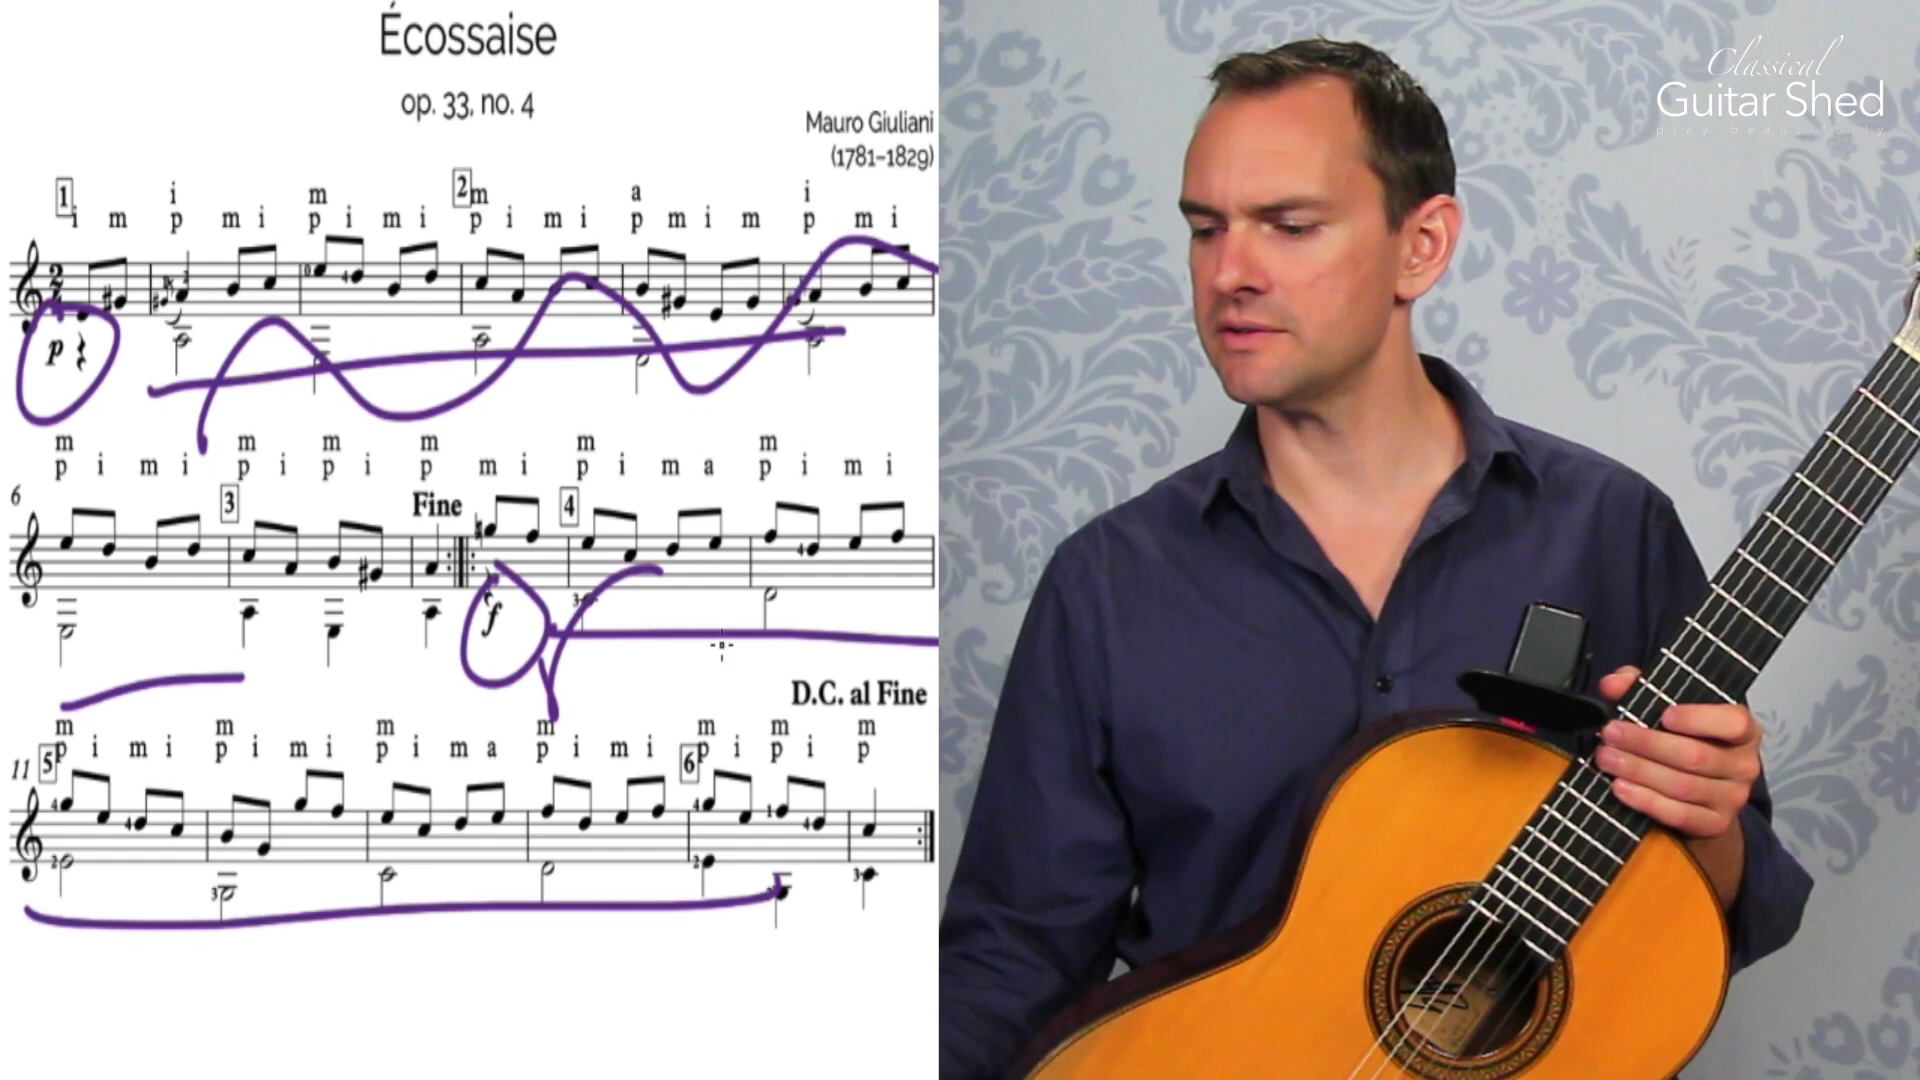 Écossaise
op. 33, no. 4
Mauro Giuliani
(1781–1829)
Classical
Guitar Shed
play beautifully
1 i m 2 m a i
i m p m i p i m i p i m i p m i m p m i
p
m m m m m m
p i m i p i p i p m i p i m a p i m i
6 3 Fine 4
f
D.C. al Fine
m m m m m m m
11 5 p i m i p i m i p i m a p i m i 6 p i p i p